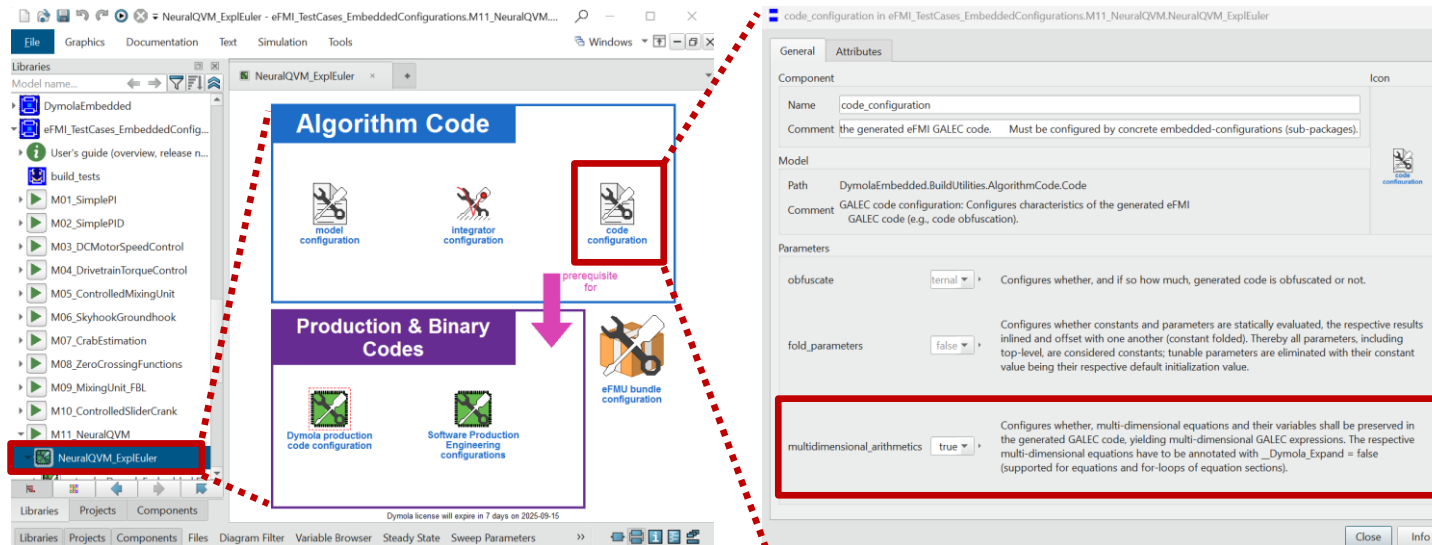 NeuralQVM_ExplEuler - eFMI_TestCases_EmbeddedConfigurations.M11_NeuralQVM....
File Graphics Documentation Text Simulation Tools Windows
Libraries
Model name...
DymolaEmbedded
eFMI_TestCases_EmbeddedConfig...
User's guide (overview, release n...
build_tests
M01_SimplePI
M02_SimplePID
M03_DCMotorSpeedControl
M04_DrivetrainTorqueControl
M05_ControlledMixingUnit
M06_SkyhookGroundhook
M07_CrabEstimation
M08_ZeroCrossingFunctions
M09_MixingUnit_FBL
M10_ControlledSliderCrank
M11_NeuralQVM
NeuralQVM_ExplEuler
Libraries Projects Components
NeuralQVM_ExplEuler
Algorithm Code
model
configuration
integrator
configuration
code
configuration
prerequisite
for
Production & Binary
Codes
Dymola production
code configuration
Software Production
Engineering
configurations
eFMU bundle
configuration
Dymola license will expire in 7 days on 2025-09-15
Libraries Projects Components Files Diagram Filter Variable Browser Steady State Sweep Parameters
code_configuration in eFMI_TestCases_EmbeddedConfigurations.M11_NeuralQVM.NeuralQVM_ExplEuler
General Attributes
Component
Icon
Name code_configuration
Comment the generated eFMI GALEC code. Must be configured by concrete embedded-configurations (sub-packages).
code
configuration
Model
Path DymolaEmbedded.BuildUtilities.AlgorithmCode.Code
Comment GALEC code configuration: Configures characteristics of the generated eFMI
GALEC code (e.g., code obfuscation).
Parameters
obfuscate ternal Configures whether, and if so how much, generated code is obfuscated or not.
Configures whether constants and parameters are statically evaluated, the respective results
fold_parameters false inlined and offset with one another (constant folded). Thereby all parameters, including
top-level, are considered constants; tunable parameters are eliminated with their constant
value being their respective default initialization value.
Configures whether, multi-dimensional equations and their variables shall be preserved in
multidimensional_arithmetics true the generated GALEC code, yielding multi-dimensional GALEC expressions. The respective
multi-dimensional equations have to be annotated with __Dymola_Expand = false
(supported for equations and for-loops of equation sections).
Close Info